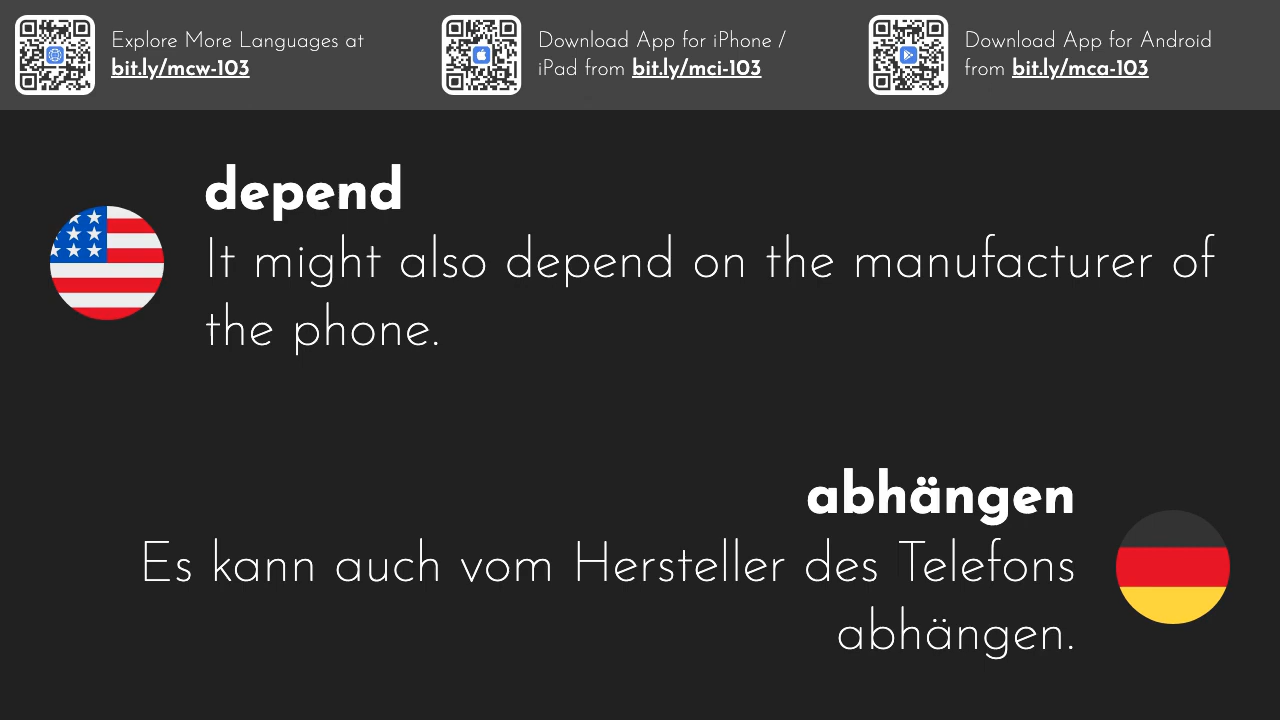 Explore More Languages at
bit.ly/mcw-103
Download App for iPhone /
iPad from bit.ly/mci-103
Download App for Android
from bit.ly/mca-103
depend
It might also depend on the manufacturer of
the phone.
abhängen
Es kann auch vom Hersteller des Telefons
abhängen.